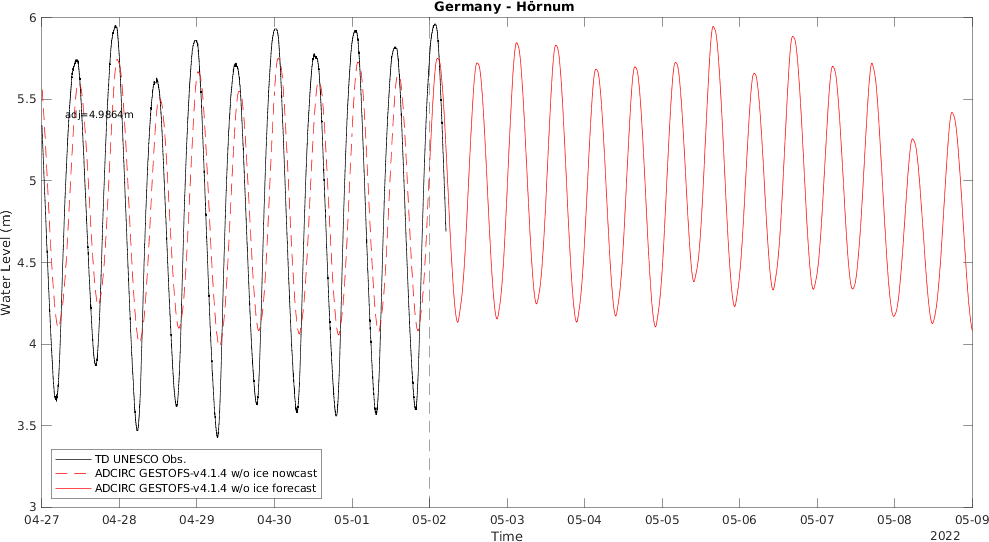 Germany - Hörnum
6
5.5
5
4.5
4
3.5
3
Water Level (m)
adj=4.9864m
TD UNESCO Obs.
ADCIRC GESTOFS-v4.1.4 w/o ice nowcast
ADCIRC GESTOFS-v4.1.4 w/o ice forecast
04-27 04-28 04-29 04-30 05-01 05-02 05-03 05-04 05-05 05-06 05-07 05-08 05-09
Time
2022